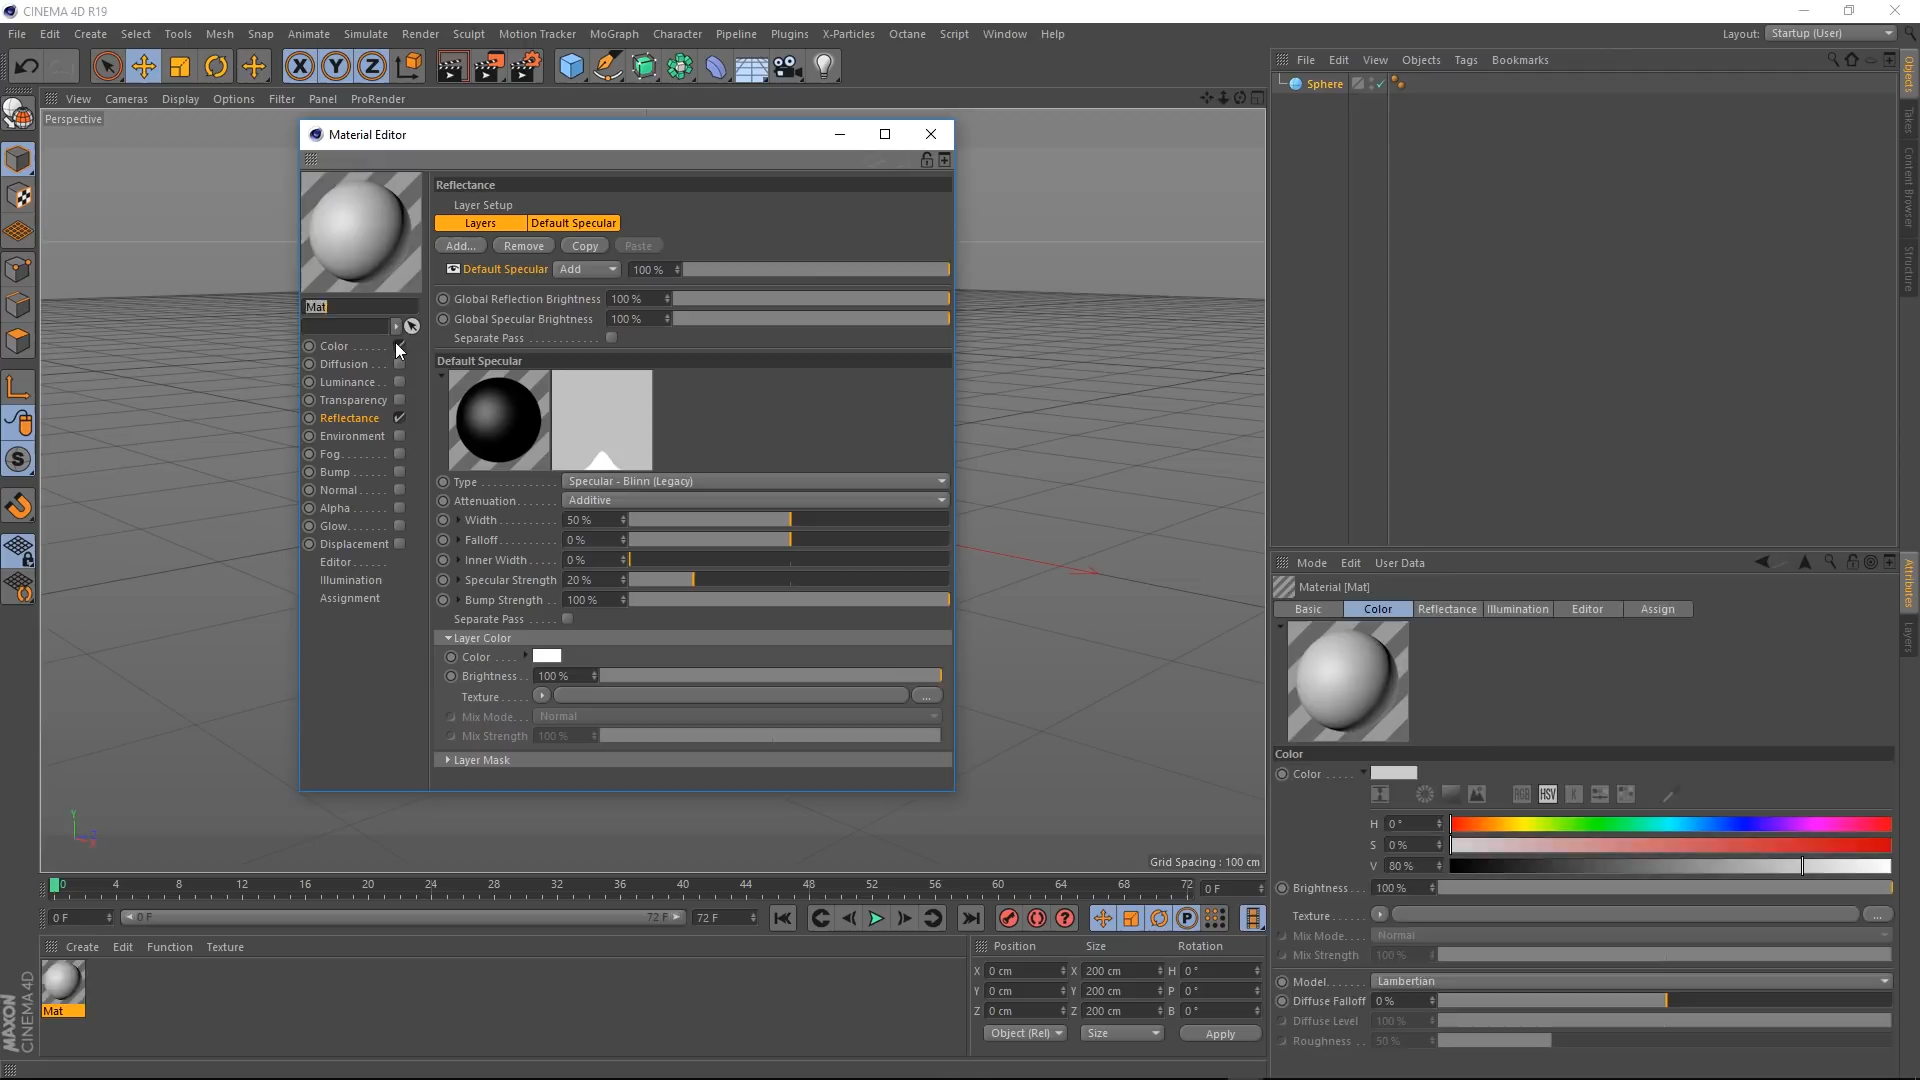 CINEMA 4D R19
File Edit Create Select Tools Mesh Snap Animate Simulate Render Sculpt Motion Tracker MoGraph Character Pipeline Plugins X-Particles Octane Script Window Help
Layout: Startup (User)
View Cameras Display Options Filter Panel ProRender
Perspective
Material Editor
Mat
Color
Diffusion
Luminance
Transparency
Reflectance
Environment
Fog
Bump
Normal
Alpha
Glow
Displacement
Editor
Illumination
Assignment
Reflectance
Layer Setup
Layers Default Specular
Add... Remove Copy Paste
Default Specular Add 100 %
Global Reflection Brightness 100 %
Global Specular Brightness 100 %
Separate Pass
Default Specular
Type Specular - Blinn (Legacy)
Attenuation Additive
Width 50 %
Falloff 0 %
Inner Width 0 %
Specular Strength 20 %
Bump Strength 100 %
Separate Pass
Layer Color
Color
Brightness 100 %
Texture ...
Mix Mode Normal
Mix Strength 100 %
Layer Mask
Y
Z
X
Grid Spacing : 100 cm
0 4 8 12 16 20 24 28 32 36 40 44 48 52 56 60 64 68 72 0 F
0 F 0 F 72 F 72 F
Create Edit Function Texture
Mat
MAXON
CINEMA 4D
Position Size Rotation
X 0 cm X 200 cm H 0 °
Y 0 cm Y 200 cm P 0 °
Z 0 cm Z 200 cm B 0 °
Object (Rel) Size Apply
File Edit View Objects Tags Bookmarks
Sphere
Objects
Takes
Content Browser
Structure
Mode Edit User Data
Material [Mat]
Basic Color Reflectance Illumination Editor Assign
Color
Color
RGB HSV K
H 0 °
S 0 %
V 80 %
Brightness 100 %
Texture ...
Mix Mode Normal
Mix Strength 100 %
Model Lambertian
Diffuse Falloff 0 %
Diffuse Level 100 %
Roughness 50 %
Attributes
Layers